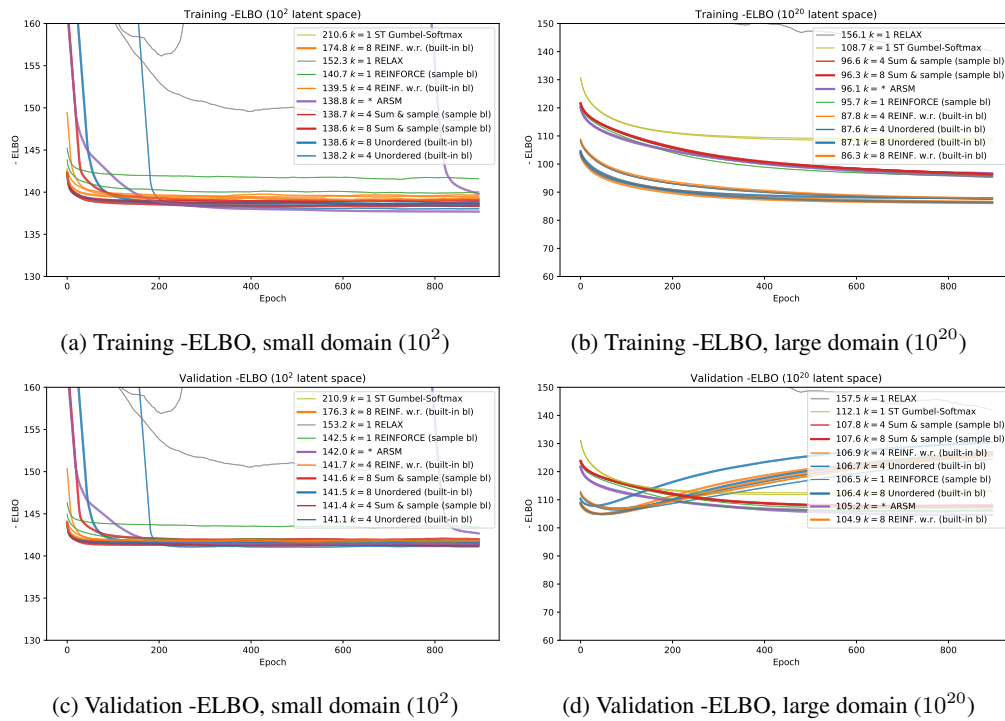 Training -ELBO (10² latent space)
160
155
150
145
140
135
130
- ELBO
0
200
400
600
800
Epoch
210.6 k = 1 ST Gumbel-Softmax
174.8 k = 8 REINF. w.r. (built-in bl)
152.3 k = 1 RELAX
140.7 k = 1 REINFORCE (sample bl)
139.5 k = 4 REINF. w.r. (built-in bl)
138.8 k = * ARSM
138.7 k = 4 Sum & sample (sample bl)
138.6 k = 8 Sum & sample (sample bl)
138.6 k = 8 Unordered (built-in bl)
138.2 k = 4 Unordered (built-in bl)
(a) Training -ELBO, small domain (10²)
Training -ELBO (10²⁰ latent space)
150
140
130
120
110
100
90
80
70
60
- ELBO
0
200
400
600
800
Epoch
156.1 k = 1 RELAX
108.7 k = 1 ST Gumbel-Softmax
96.6 k = 4 Sum & sample (sample bl)
96.3 k = 8 Sum & sample (sample bl)
96.1 k = * ARSM
95.7 k = 1 REINFORCE (sample bl)
87.8 k = 4 REINF. w.r. (built-in bl)
87.6 k = 4 Unordered (built-in bl)
87.1 k = 8 Unordered (built-in bl)
86.3 k = 8 REINF. w.r. (built-in bl)
(b) Training -ELBO, large domain (10²⁰)
Validation -ELBO (10² latent space)
160
155
150
145
140
135
130
- ELBO
0
200
400
600
800
Epoch
210.9 k = 1 ST Gumbel-Softmax
176.3 k = 8 REINF. w.r. (built-in bl)
153.2 k = 1 RELAX
142.5 k = 1 REINFORCE (sample bl)
142.0 k = * ARSM
141.7 k = 4 REINF. w.r. (built-in bl)
141.6 k = 8 Sum & sample (sample bl)
141.5 k = 8 Unordered (built-in bl)
141.4 k = 4 Sum & sample (sample bl)
141.1 k = 4 Unordered (built-in bl)
(c) Validation -ELBO, small domain (10²)
Validation -ELBO (10²⁰ latent space)
150
140
130
120
110
100
90
80
70
60
- ELBO
0
200
400
600
800
Epoch
157.5 k = 1 RELAX
112.1 k = 1 ST Gumbel-Softmax
107.8 k = 4 Sum & sample (sample bl)
107.6 k = 8 Sum & sample (sample bl)
106.9 k = 4 REINF. w.r. (built-in bl)
106.7 k = 4 Unordered (built-in bl)
106.5 k = 1 REINFORCE (sample bl)
106.4 k = 8 Unordered (built-in bl)
105.2 k = * ARSM
104.9 k = 8 REINF. w.r. (built-in bl)
(d) Validation -ELBO, large domain (10²⁰)